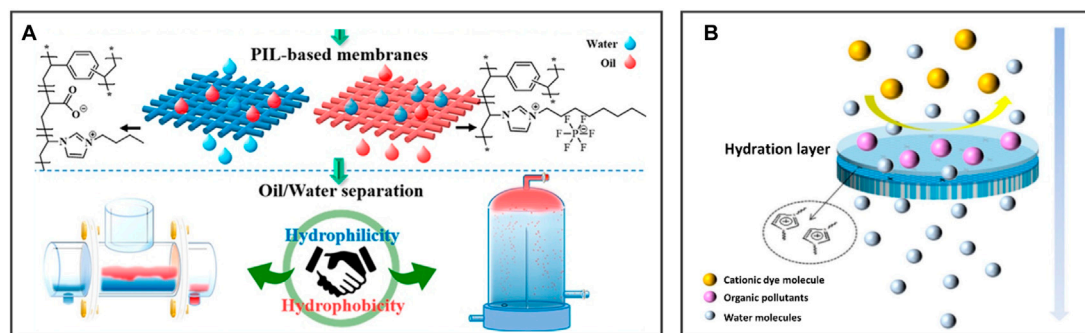 A
PIL-based membranes
Water
Oil
*
*
*
*
O
O
⊖
N
N
⊕
*
*
*
*
N
N
⊕
F
F
F
P
⊖
F
F
F
*
*
Oil/Water separation
Hydrophilicity
Hydrophobicity
B
Hydration layer
Cationic dye molecule
Organic pollutants
Water molecules